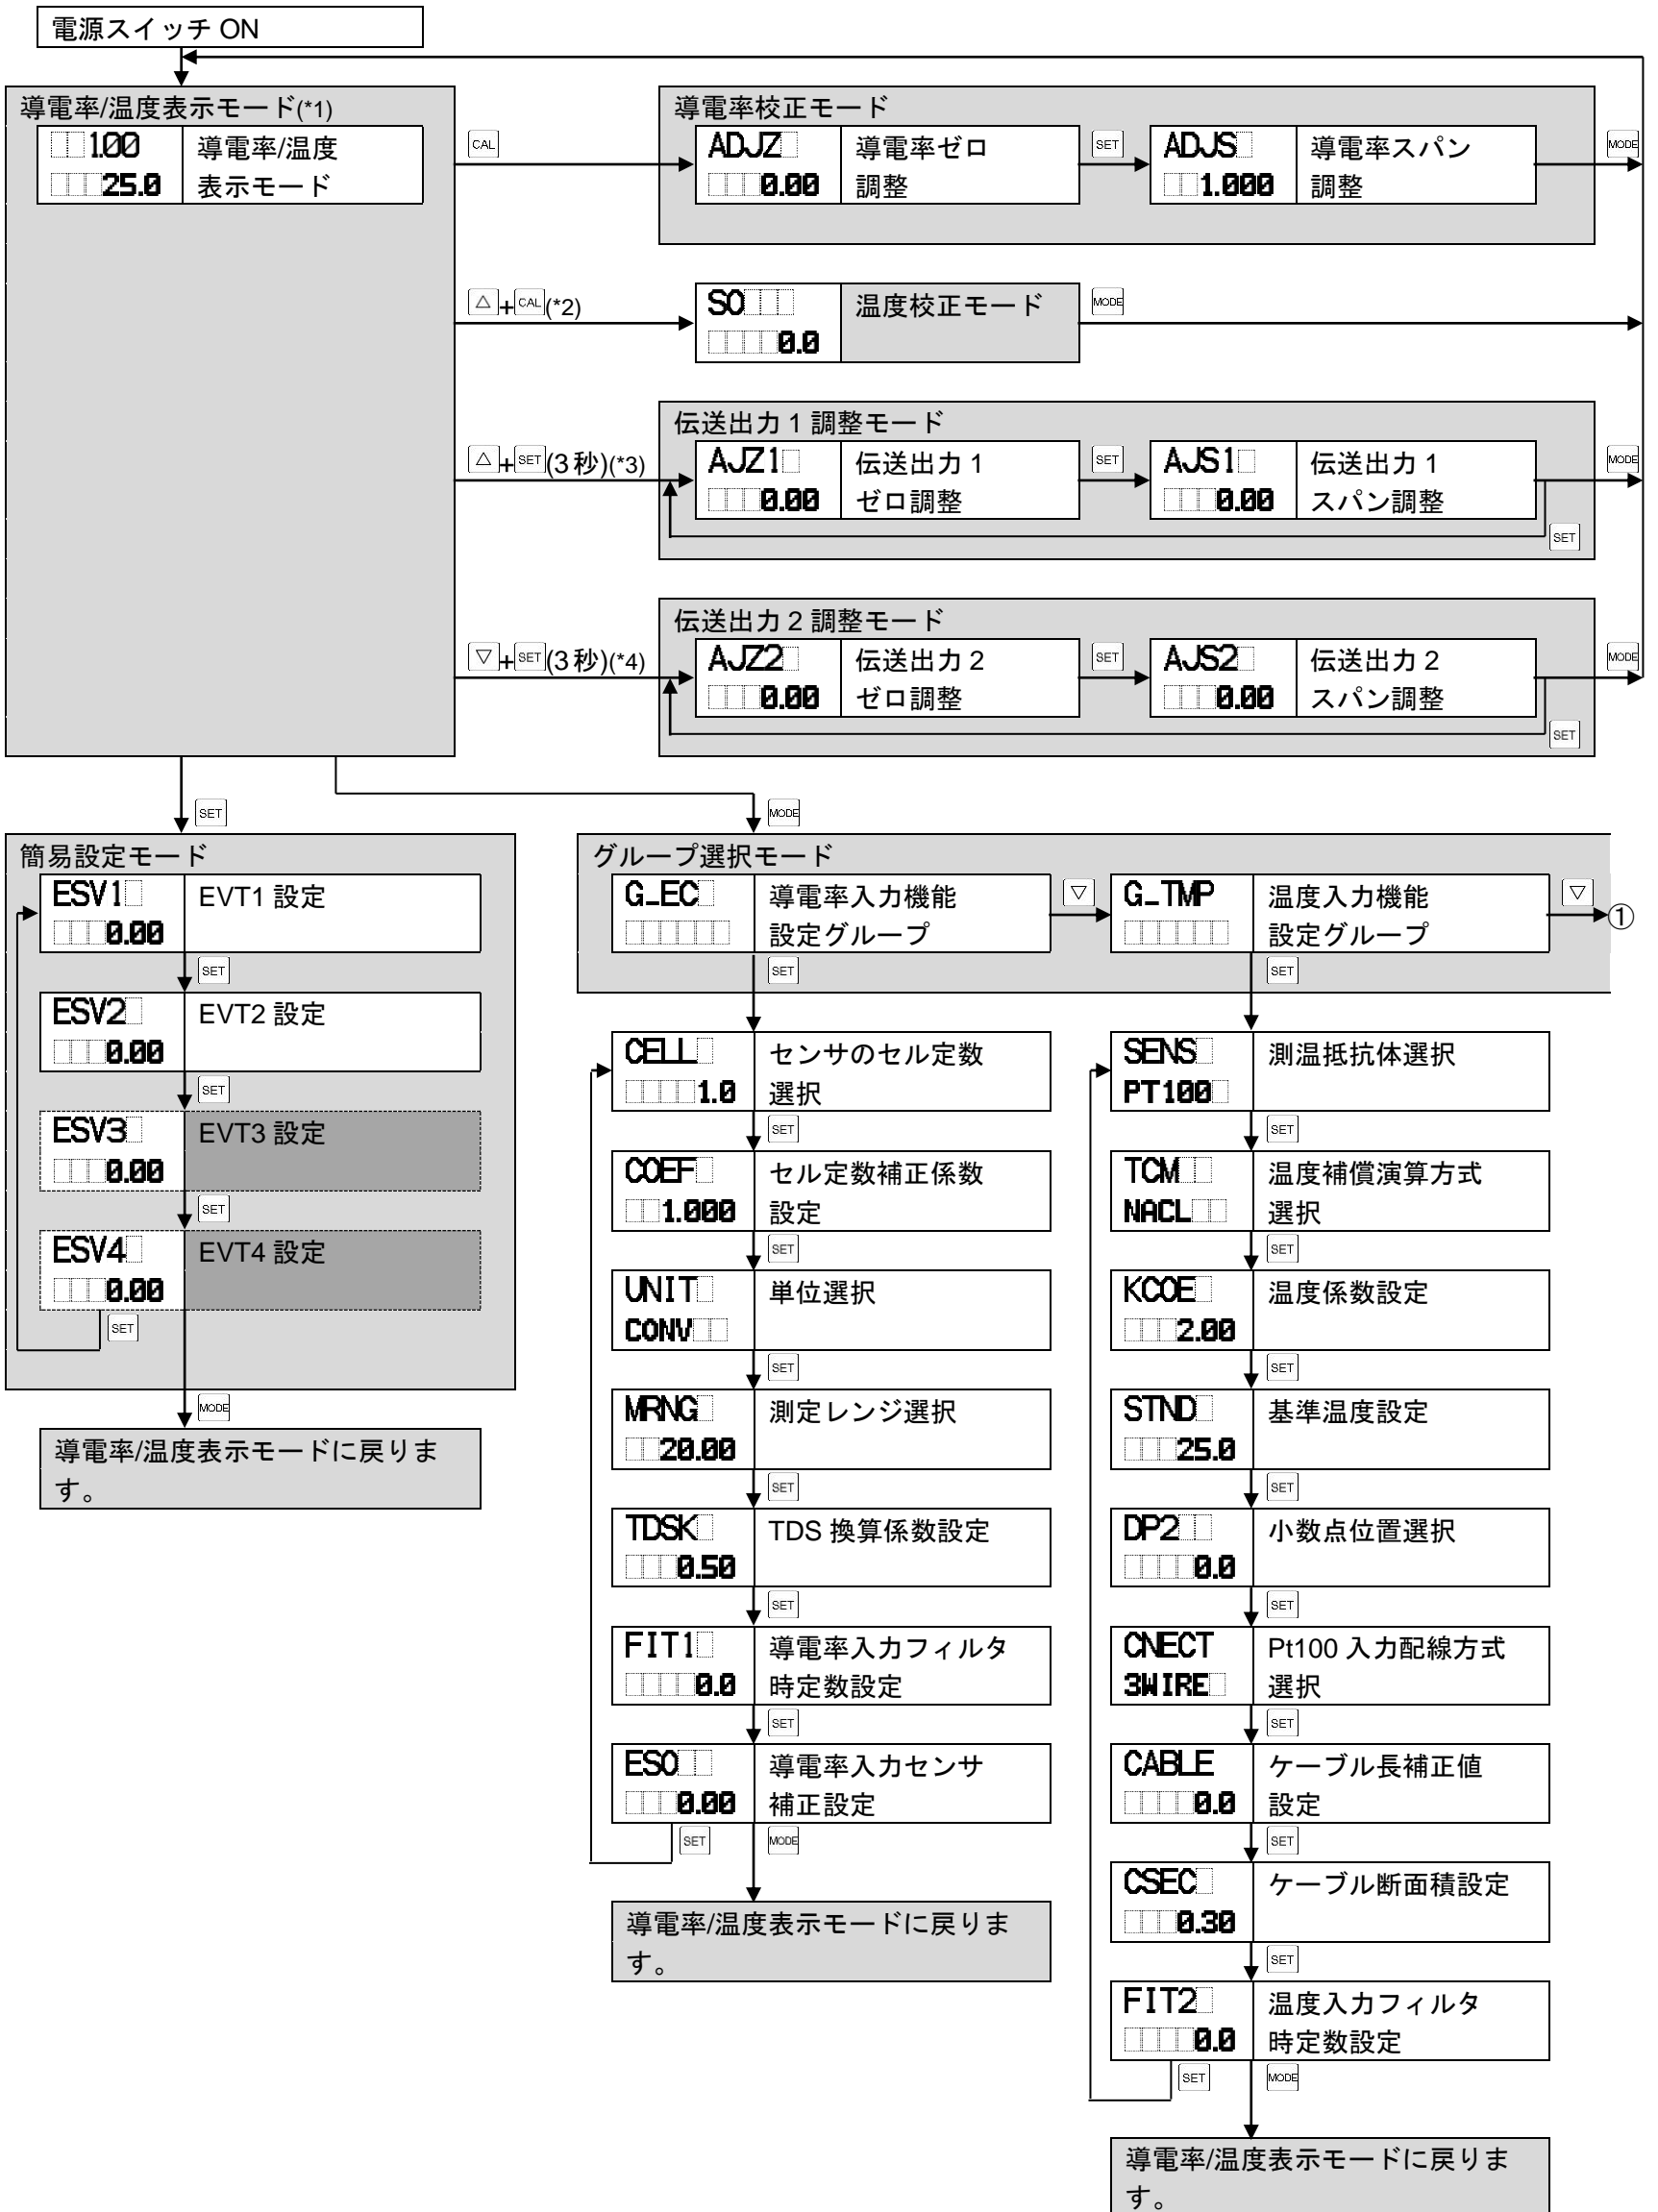 電源スイッチ ON
導電率/温度表示モード(*1)
1.00
25.0
導電率/温度
表示モード
CAL
導電率校正モード
ADJZ
0.00
導電率ゼロ
調整
SET
ADJS
1.000
導電率スパン
調整
MODE
△+CAL(*2)
SO
0.0
温度校正モード
MODE
△+SET(3 秒)(*3)
伝送出力 1 調整モード
AJZ1
0.00
伝送出力 1
ゼロ調整
SET
AJS1
0.00
伝送出力 1
スパン調整
MODE
SET
▽+SET(3 秒)(*4)
伝送出力 2 調整モード
AJZ2
0.00
伝送出力 2
ゼロ調整
SET
AJS2
0.00
伝送出力 2
スパン調整
MODE
SET
SET
MODE
簡易設定モード
ESV1
0.00
EVT1 設定
SET
ESV2
0.00
EVT2 設定
SET
ESV3
0.00
EVT3 設定
SET
ESV4
0.00
EVT4 設定
SET
MODE
導電率/温度表示モードに戻りま
す。
グループ選択モード
G_EC
導電率入力機能
設定グループ
▽
G_TMP
温度入力機能
設定グループ
▽
①
SET
SET
CELL
1.0
センサのセル定数
選択
SET
COEF
1.000
セル定数補正係数
設定
SET
UNIT
CONV
単位選択
SET
MRNG
20.00
測定レンジ選択
SET
TDSK
0.50
TDS 換算係数設定
SET
FIT1
0.0
導電率入力フィルタ
時定数設定
SET
ESO
0.00
導電率入力センサ
補正設定
SET
MODE
導電率/温度表示モードに戻りま
す。
SENS
PT100
測温抵抗体選択
SET
TCM
NACL
温度補償演算方式
選択
SET
KCOE
2.00
温度係数設定
SET
STND
25.0
基準温度設定
SET
DP2
0.0
小数点位置選択
SET
CNECT
3WIRE
Pt100 入力配線方式
選択
SET
CABLE
0.0
ケーブル長補正値
設定
SET
CSEC
0.30
ケーブル断面積設定
SET
FIT2
0.0
温度入力フィルタ
時定数設定
SET
MODE
導電率/温度表示モードに戻りま
す。